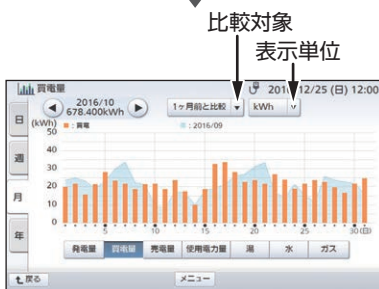 比較対象
表示単位
買電量
2016/12/25 (日) 12:00
2016/10
678.400kWh
1ヶ月前と比較
kWh
(kWh)
:買電
:2016/09
50
40
30
20
10
0
5
10
15
20
25
30(日)
日
週
月
年
発電量
買電量
売電量
使用電力量
湯
水
ガス
戻る
メニュー